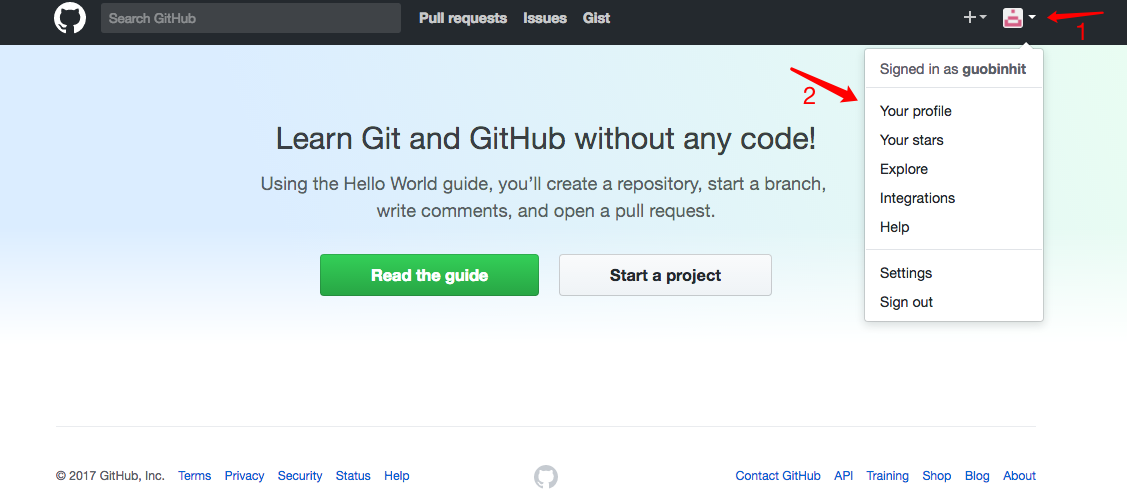 Search GitHub
Pull requests Issues Gist
1
Signed in as guobinhit
2
Your profile
Your stars
Explore
Integrations
Help
Settings
Sign out
Learn Git and GitHub without any code!
Using the Hello World guide, you’ll create a repository, start a branch,
write comments, and open a pull request.
Read the guide
Start a project
© 2017 GitHub, Inc. Terms Privacy Security Status Help
Contact GitHub API Training Shop Blog About